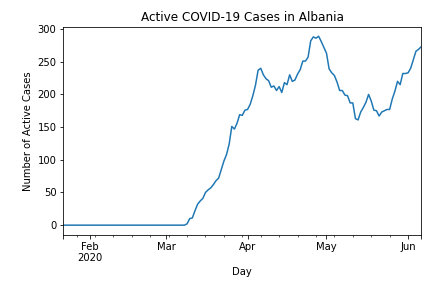 Active COVID-19 Cases in Albania
Number of Active Cases
300
250
200
150
100
50
0
Feb
2020
Mar
Apr
May
Jun
Day